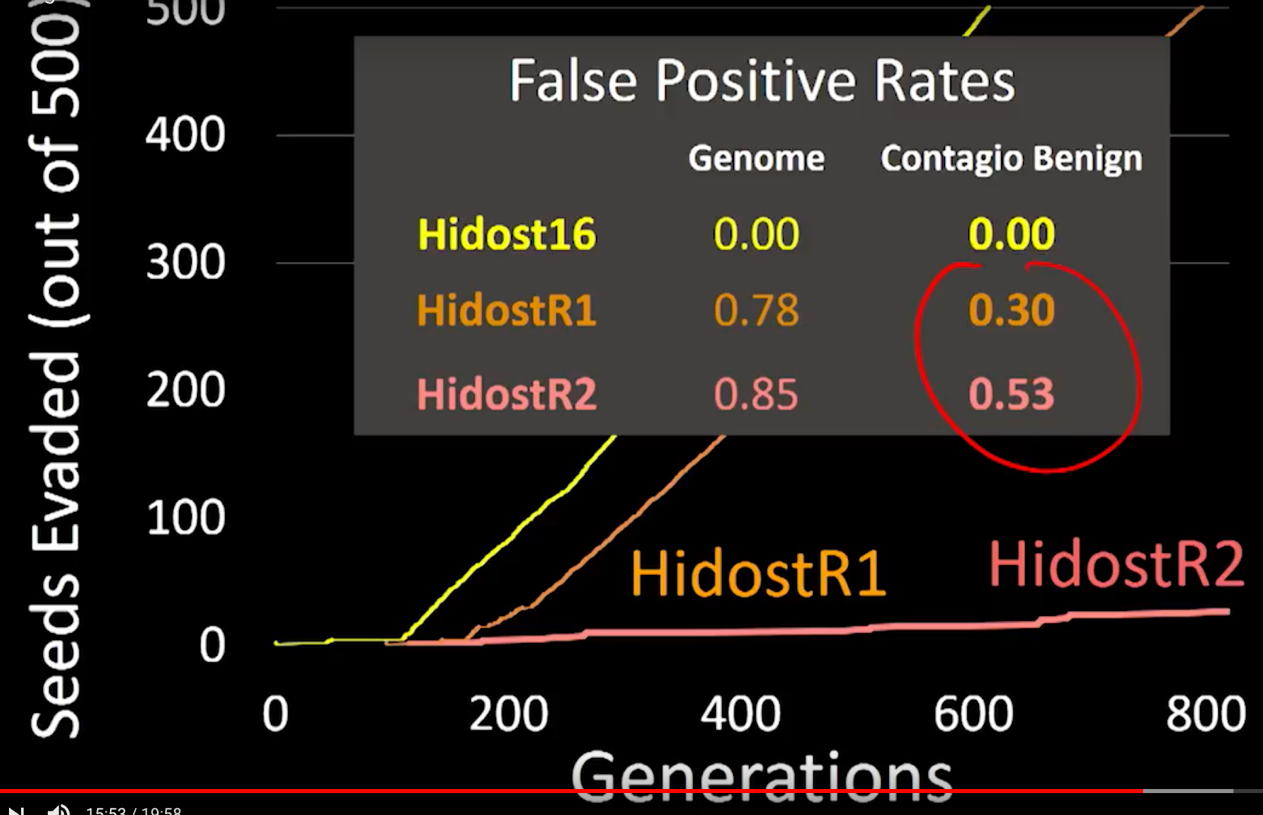 Seeds Evaded (out of 500)
500
400
300
200
100
0
False Positive Rates
Genome Contagio Benign
Hidost16 0.00 0.00
HidostR1 0.78 0.30
HidostR2 0.85 0.53
HidostR1
HidostR2
0 200 400 600 800
Generations
15:53 / 19:58